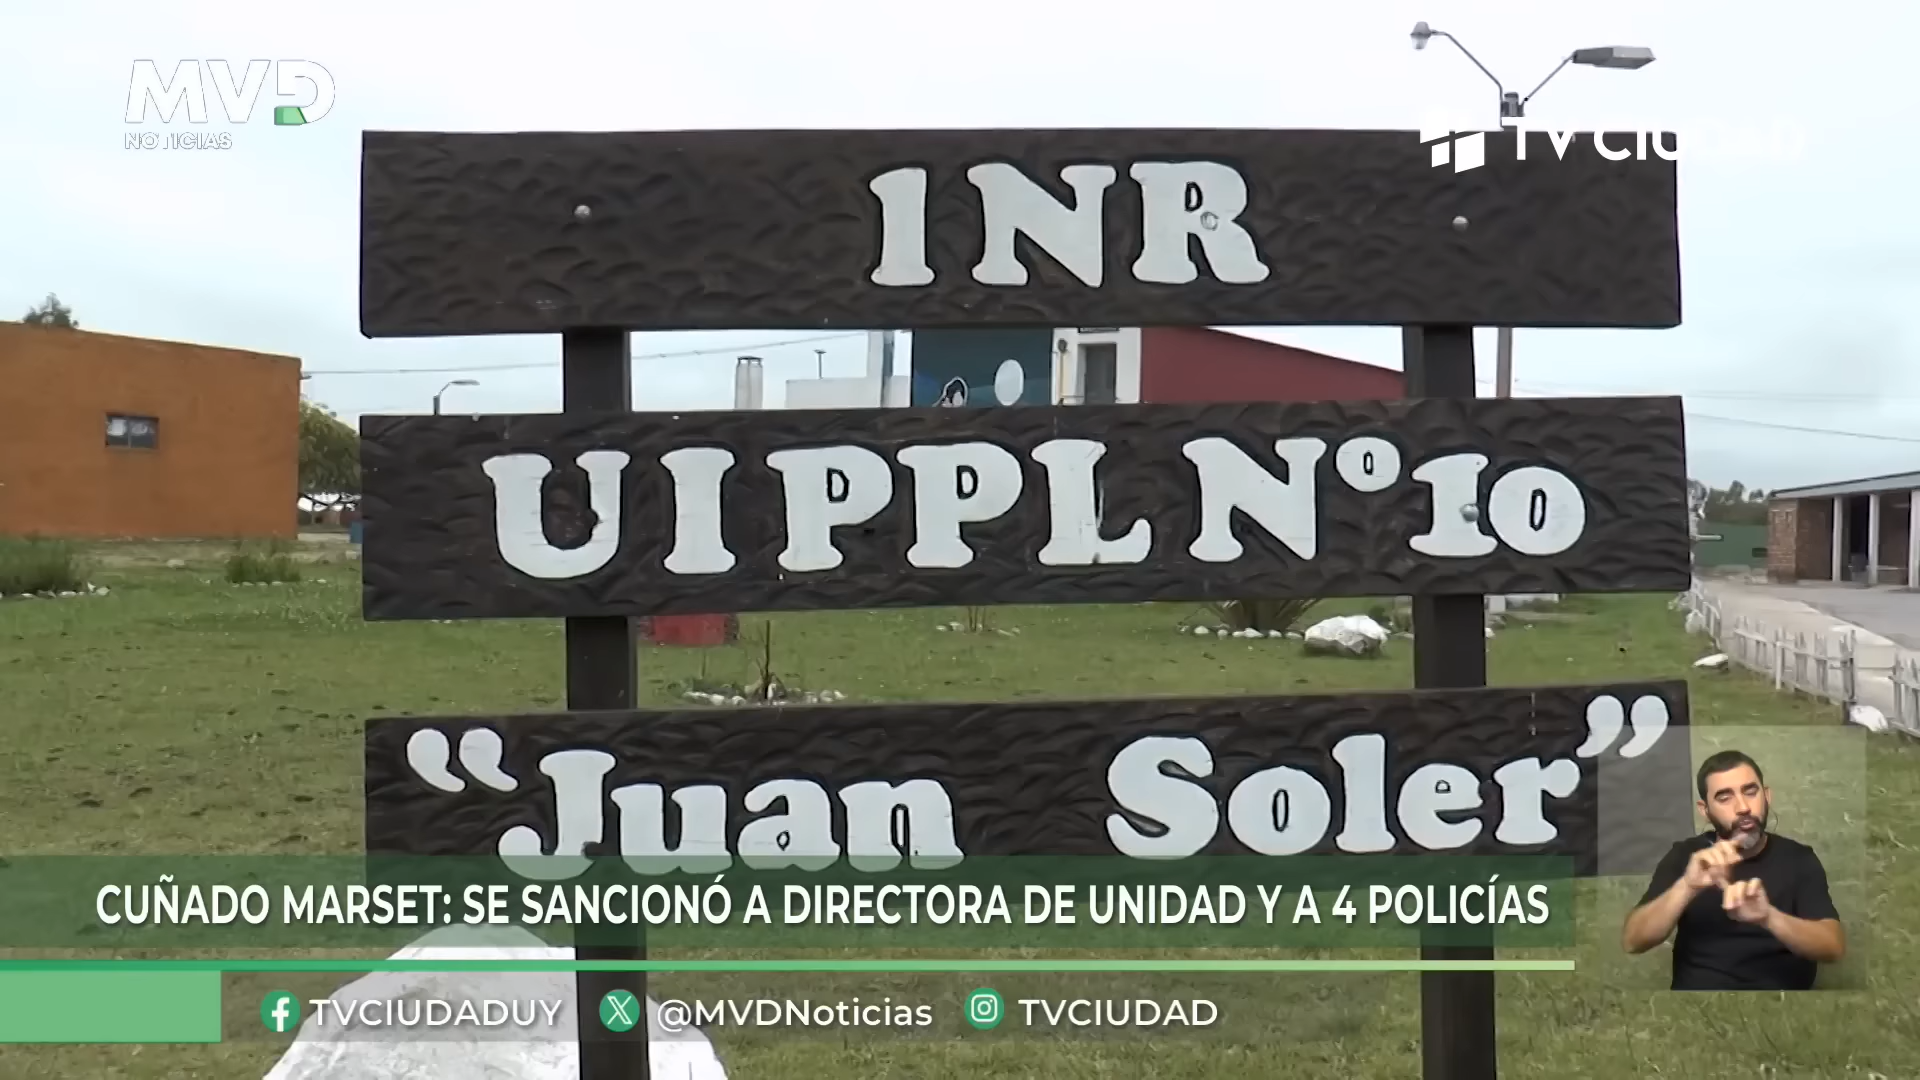 MVD
NOTICIAS
TV CIUDAD
INR
UIPPL Nº 10
“Juan Soler”
CUÑADO MARSET: SE SANCIONÓ A DIRECTORA DE UNIDAD Y A 4 POLICÍAS
TVCIUDADUY @MVDNoticias TVCIUDAD